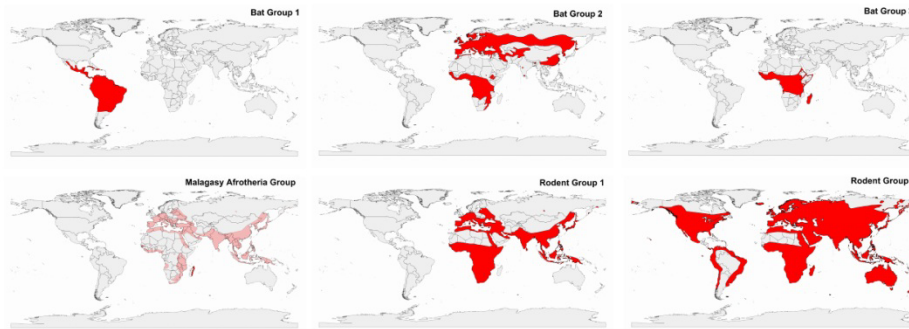 Bat Group 1
Bat Group 2
Bat Group
Malagasy Afrotheria Group
Rodent Group 1
Rodent Group